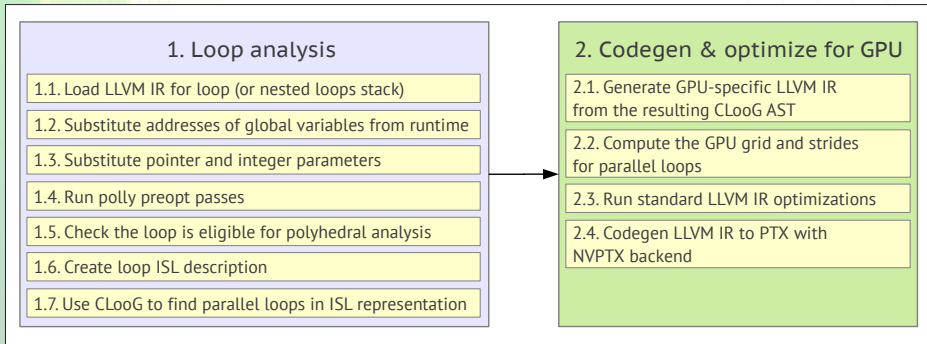 1. Loop analysis
1.1. Load LLVM IR for loop (or nested loops stack)
1.2. Substitute addresses of global variables from runtime
1.3. Substitute pointer and integer parameters
1.4. Run polly preopt passes
1.5. Check the loop is eligible for polyhedral analysis
1.6. Create loop ISL description
1.7. Use CLooG to find parallel loops in ISL representation
2. Codegen & optimize for GPU
2.1. Generate GPU-specific LLVM IR
from the resulting CLooG AST
2.2. Compute the GPU grid and strides
for parallel loops
2.3. Run standard LLVM IR optimizations
2.4. Codegen LLVM IR to PTX with
NVPTX backend